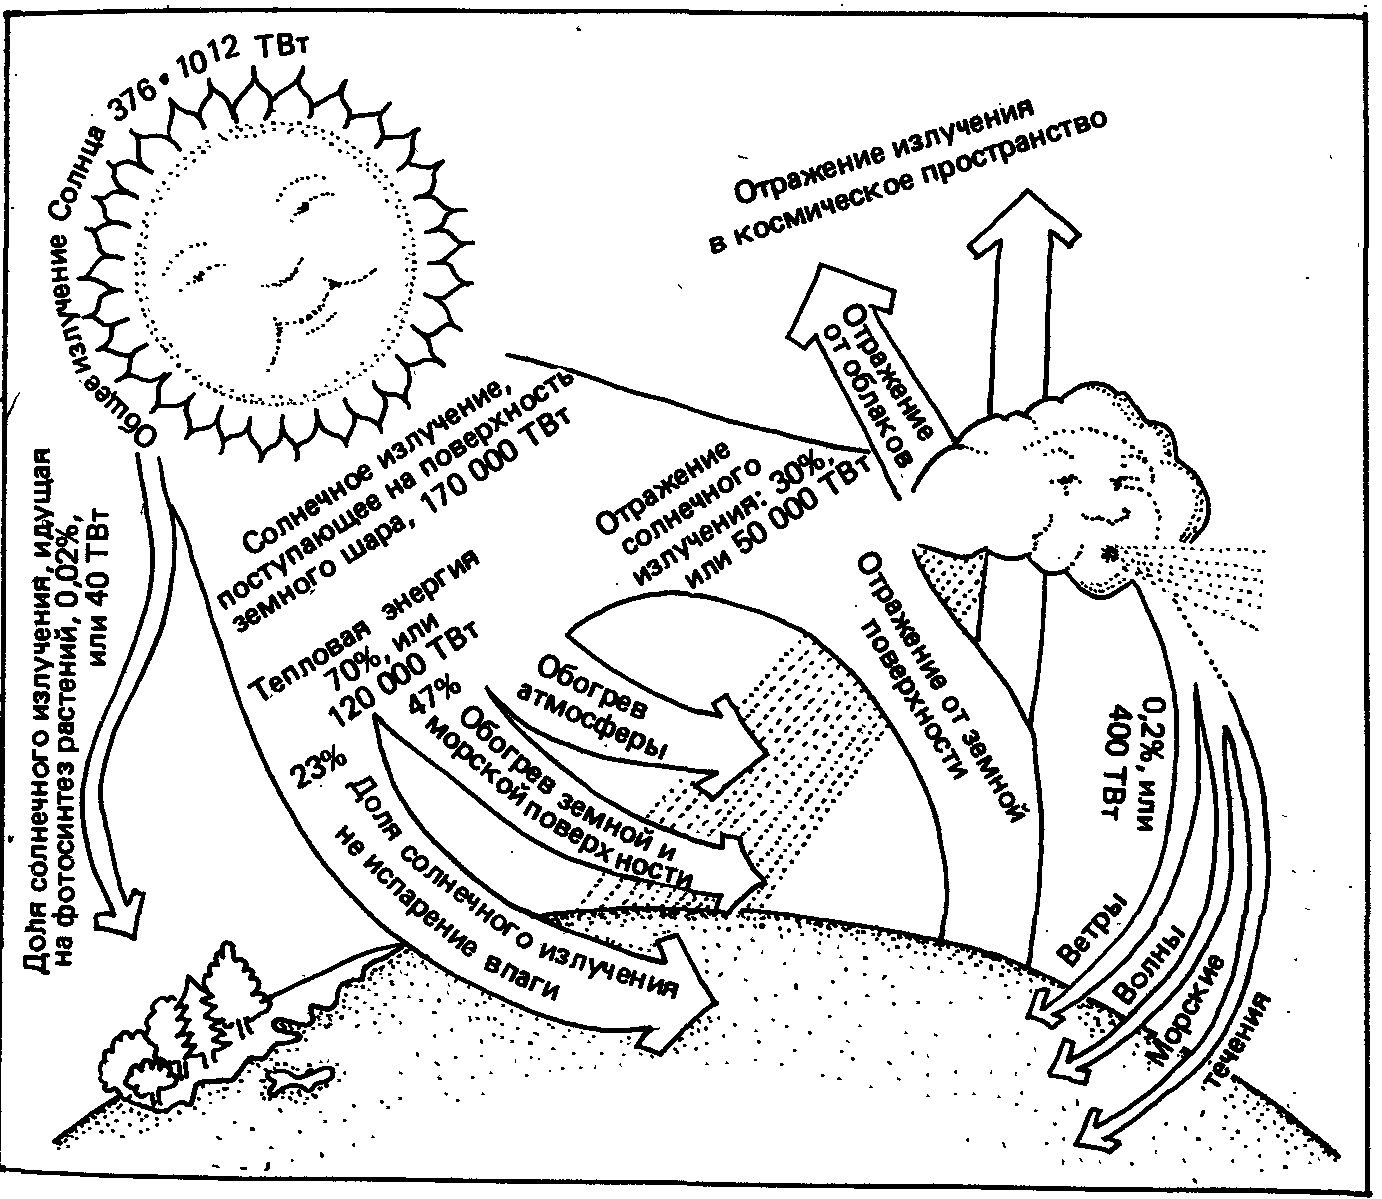 Общее излучение Солнца 376·10¹² ТВт
Отражение излучения
в космическое пространство
Отражение
от облаков
Солнечное излучение,
поступающее на поверхность
земного шара, 170 000 ТВт
Отражение
солнечного
излучения: 30%,
или 50 000 ТВт
Доля солнечного излучения, идущая
на фотосинтез растений, 0,02%,
или 40 ТВт
Тепловая энергия
70%, или
120 000 ТВт
Обогрев
атмосферы
47%
Обогрев земной и
морской поверхности
23%
Доля солнечного излучения
не испарение влаги
Отражение от земной
поверхности
0,2%, или
400 ТВт
Ветры
Волны
Морские
течения